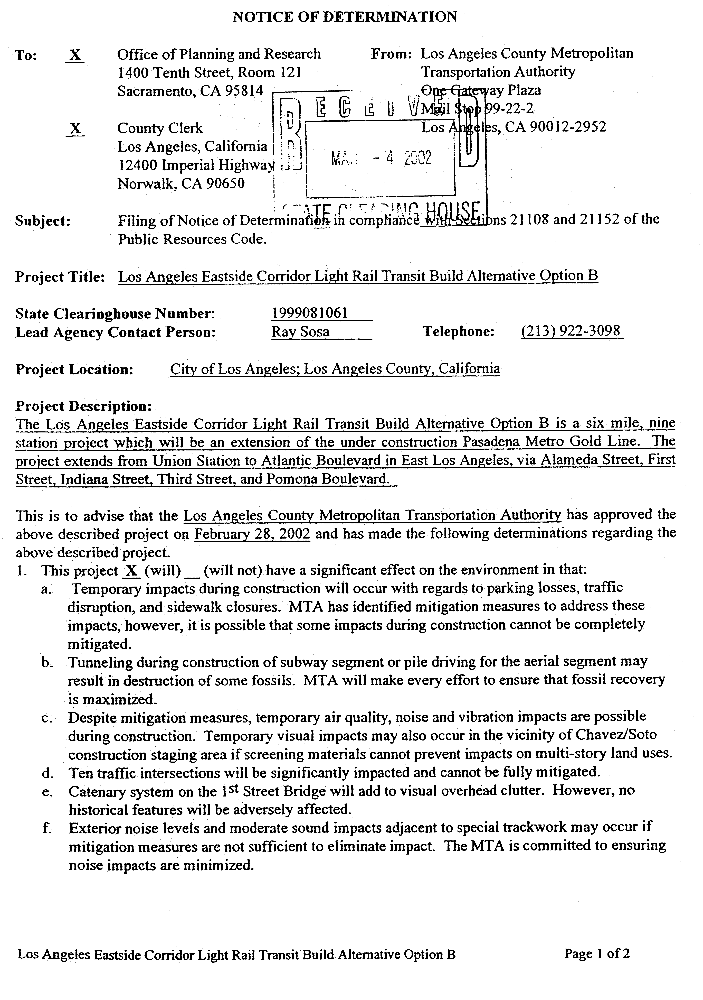 NOTICE OF DETERMINATION
To: X Office of Planning and Research
1400 Tenth Street, Room 121
Sacramento, CA 95814
From: Los Angeles County Metropolitan
Transportation Authority
One Gateway Plaza
Mail Stop 99-22-2
Los Angeles, CA 90012-2952
X County Clerk
Los Angeles, California
12400 Imperial Highway
Norwalk, CA 90650
RECEIVED
- 4 2002
STATE CLEARING HOUSE
Subject: Filing of Notice of Determination in compliance with Sections 21108 and 21152 of the
Public Resources Code.
Project Title: Los Angeles Eastside Corridor Light Rail Transit Build Alternative Option B
State Clearinghouse Number: 1999081061
Lead Agency Contact Person: Ray Sosa Telephone: (213) 922-3098
Project Location: City of Los Angeles; Los Angeles County, California
Project Description:
The Los Angeles Eastside Corridor Light Rail Transit Build Alternative Option B is a six mile, nine
station project which will be an extension of the under construction Pasadena Metro Gold Line. The
project extends from Union Station to Atlantic Boulevard in East Los Angeles, via Alameda Street, First
Street, Indiana Street, Third Street, and Pomona Boulevard.
This is to advise that the Los Angeles County Metropolitan Transportation Authority has approved the
above described project on February 28, 2002 and has made the following determinations regarding the
above described project.
1. This project X (will) __ (will not) have a significant effect on the environment in that:
a. Temporary impacts during construction will occur with regards to parking losses, traffic
disruption, and sidewalk closures. MTA has identified mitigation measures to address these
impacts, however, it is possible that some impacts during construction cannot be completely
mitigated.
b. Tunneling during construction of subway segment or pile driving for the aerial segment may
result in destruction of some fossils. MTA will make every effort to ensure that fossil recovery
is maximized.
c. Despite mitigation measures, temporary air quality, noise and vibration impacts are possible
during construction. Temporary visual impacts may also occur in the vicinity of Chavez/Soto
construction staging area if screening materials cannot prevent impacts on multi-story land uses.
d. Ten traffic intersections will be significantly impacted and cannot be fully mitigated.
e. Catenary system on the 1st Street Bridge will add to visual overhead clutter. However, no
historical features will be adversely affected.
f. Exterior noise levels and moderate sound impacts adjacent to special trackwork may occur if
mitigation measures are not sufficient to eliminate impact. The MTA is committed to ensuring
noise impacts are minimized.
Los Angeles Eastside Corridor Light Rail Transit Build Alternative Option B Page 1 of 2